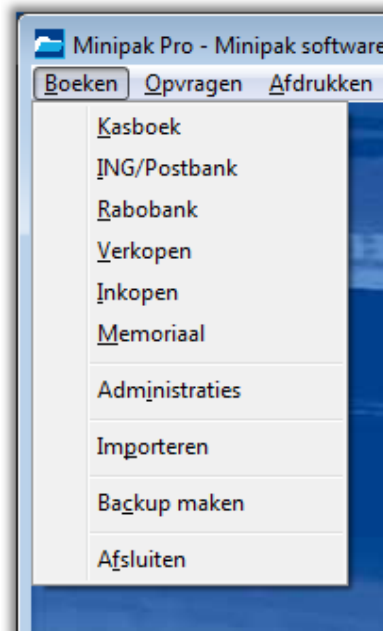 Minipak Pro - Minipak software
Boeken Opvragen Afdrukken
Kasboek
ING/Postbank
Rabobank
Verkopen
Inkopen
Memoriaal
Administraties
Importeren
Backup maken
Afsluiten